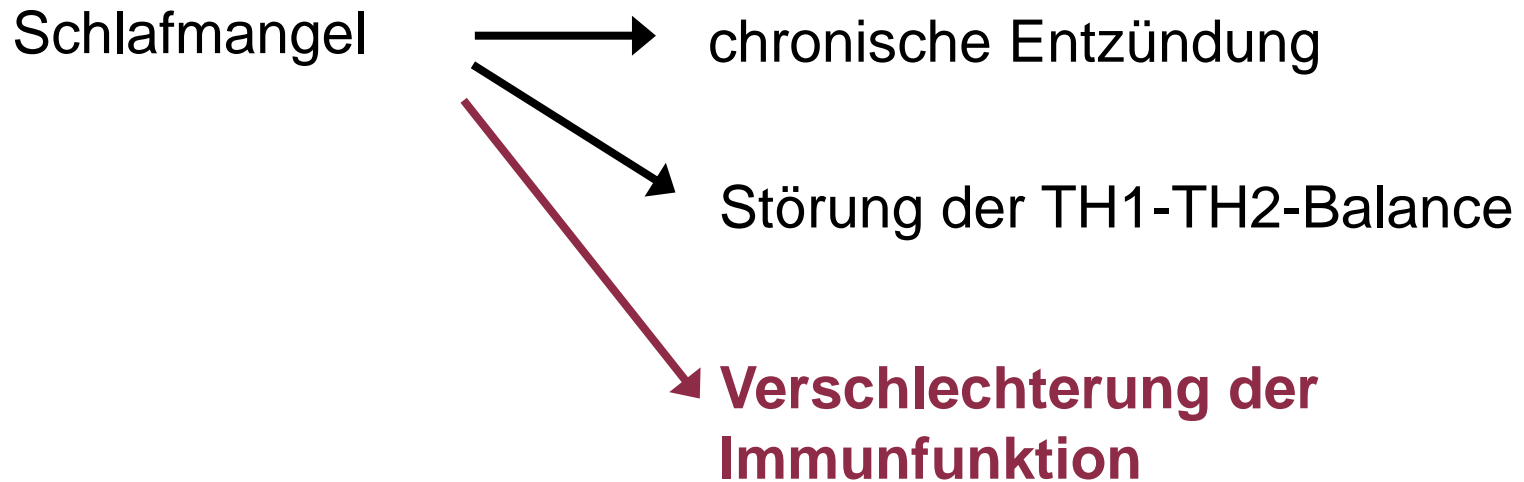 Schlafmangel
chronische Entzündung
Störung der TH1-TH2-Balance
Verschlechterung der
Immunfunktion